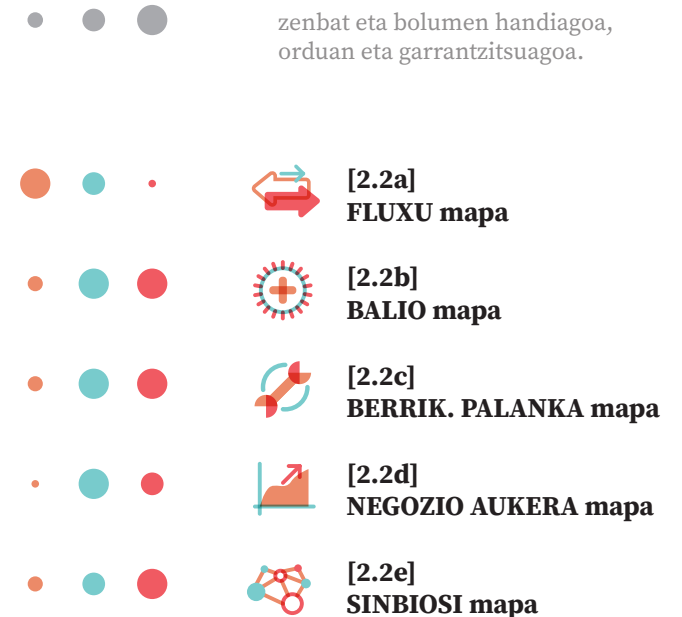 zenbat eta bolumen handiagoa,
orduan eta garrantzitsuagoa.
[2.2a]
FLUXU mapa
[2.2b]
BALIO mapa
[2.2c]
BERRIK. PALANKA mapa
[2.2d]
NEGOZIO AUKERA mapa
[2.2e]
SINBIOSI mapa